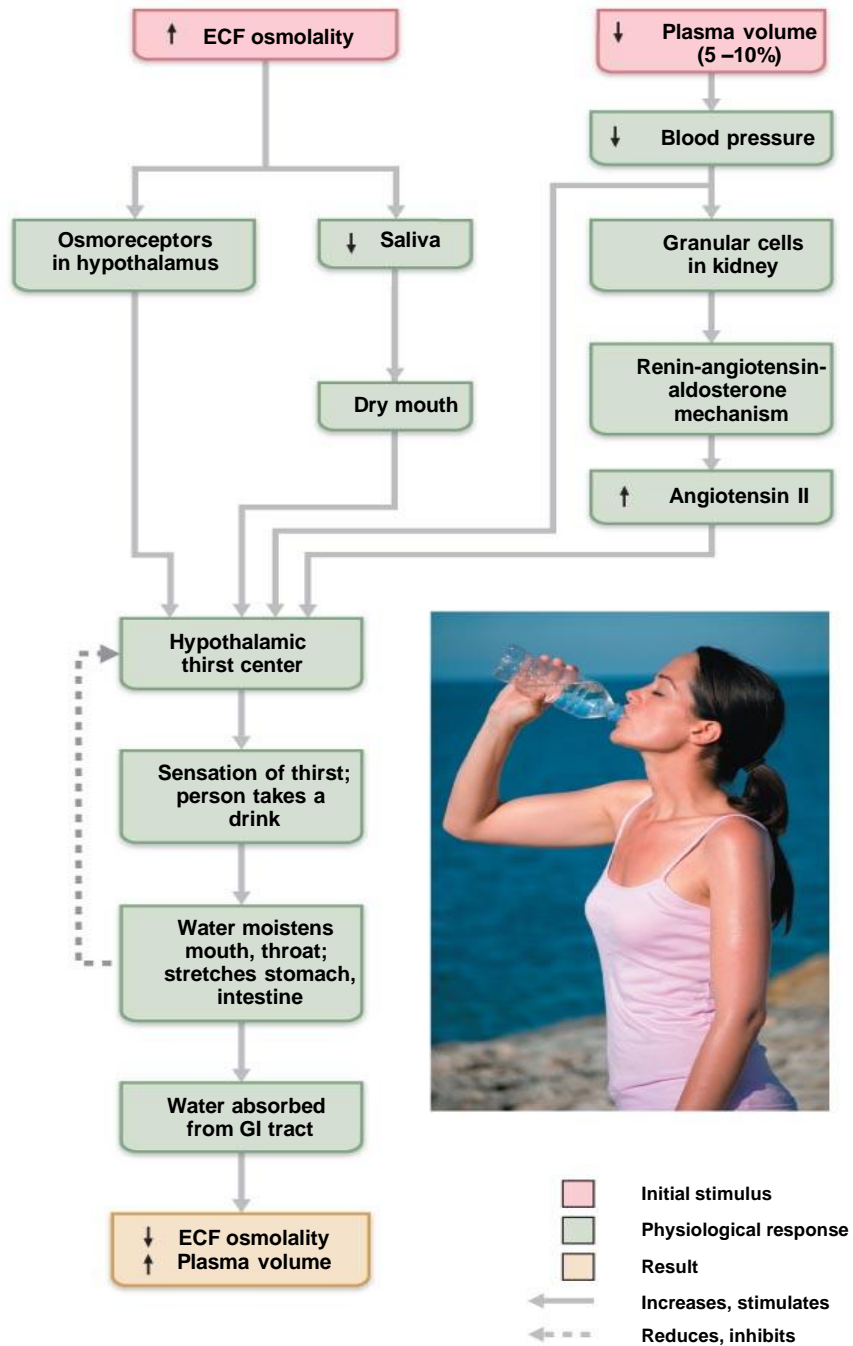 ↑ ECF osmolality
↓ Plasma volume
(5 –10%)
↓ Blood pressure
Osmoreceptors
in hypothalamus
↓ Saliva
Granular cells
in kidney
Dry mouth
Renin-angiotensin-
aldosterone
mechanism
↑ Angiotensin II
Hypothalamic
thirst center
Sensation of thirst;
person takes a
drink
Water moistens
mouth, throat;
stretches stomach,
intestine
Water absorbed
from GI tract
↓ ECF osmolality
↑ Plasma volume
Initial stimulus
Physiological response
Result
Increases, stimulates
Reduces, inhibits